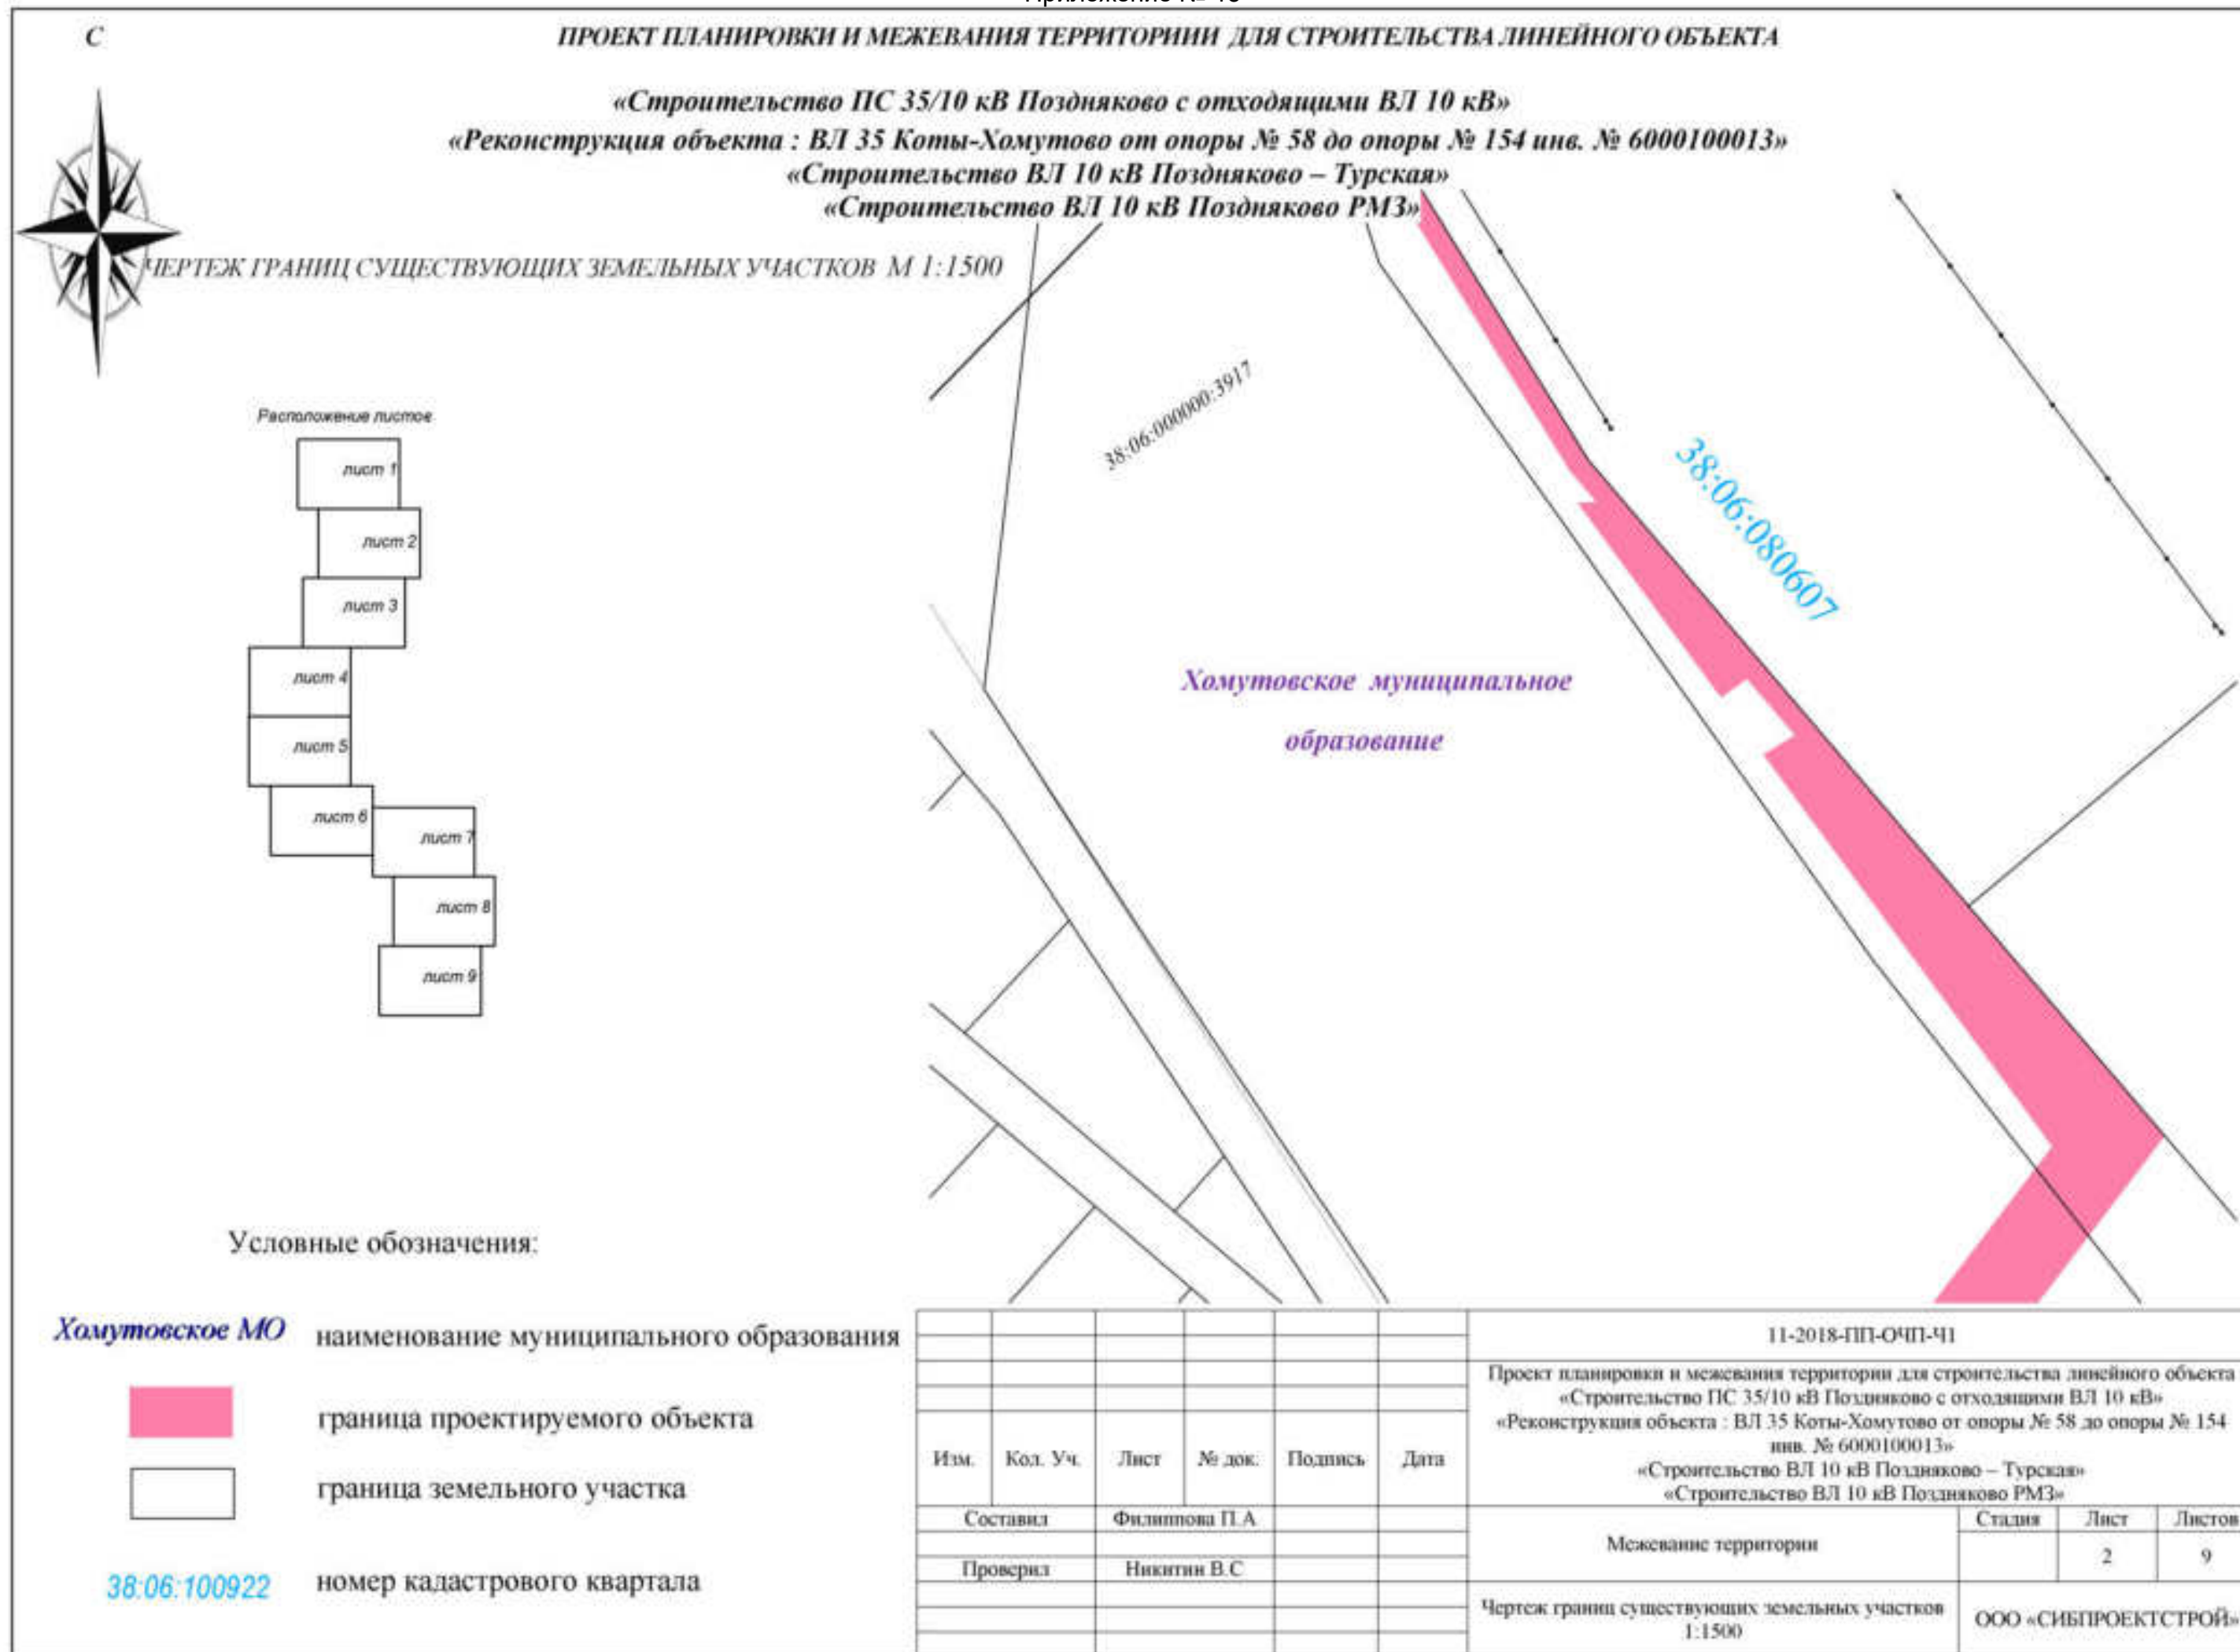 С
ПРОЕКТ ПЛАНИРОВКИ И МЕЖЕВАНИЯ ТЕРРИТОРИИИ ДЛЯ СТРОИТЕЛЬСТВА ЛИНЕЙНОГО ОБЪЕКТА
«Строительство ПС 35/10 кВ Поздняково с отходящими ВЛ 10 кВ»
«Реконструкция объекта : ВЛ 35 Коты-Хомутово от опоры № 58 до опоры № 154 инв. № 6000100013»
«Строительство ВЛ 10 кВ Поздняково – Турская»
«Строительство ВЛ 10 кВ Поздняково РМЗ»
ЧЕРТЕЖ ГРАНИЦ СУЩЕСТВУЮЩИХ ЗЕМЕЛЬНЫХ УЧАСТКОВ М 1:1500
38:06:000000:3917
38:06:080607
Хомутовское муниципальное
образование
Расположение листов
лист 1
лист 2
лист 3
лист 4
лист 5
лист 6
лист 7
лист 8
лист 9
Условные обозначения:
Хомутовское МО наименование муниципального образования
граница проектируемого объекта
граница земельного участка
38:06:100922 номер кадастрового квартала
11-2018-ПП-ОЧП-Ч1
Проект планировки и межевания территории для строительства линейного объекта
«Строительство ПС 35/10 кВ Поздняково с отходящими ВЛ 10 кВ»
«Реконструкция объекта : ВЛ 35 Коты-Хомутово от опоры № 58 до опоры № 154
инв. № 6000100013»
«Строительство ВЛ 10 кВ Поздняково – Турская»
«Строительство ВЛ 10 кВ Поздняково РМЗ»
Изм. Кол. Уч. Лист № док. Подпись Дата
Составил Филиппова П.А
Проверил Никитин В.С
Межевание территории
Стадия Лист Листов
2 9
Чертеж границ существующих земельных участков
1:1500
ООО «СИБПРОЕКТСТРОЙ»